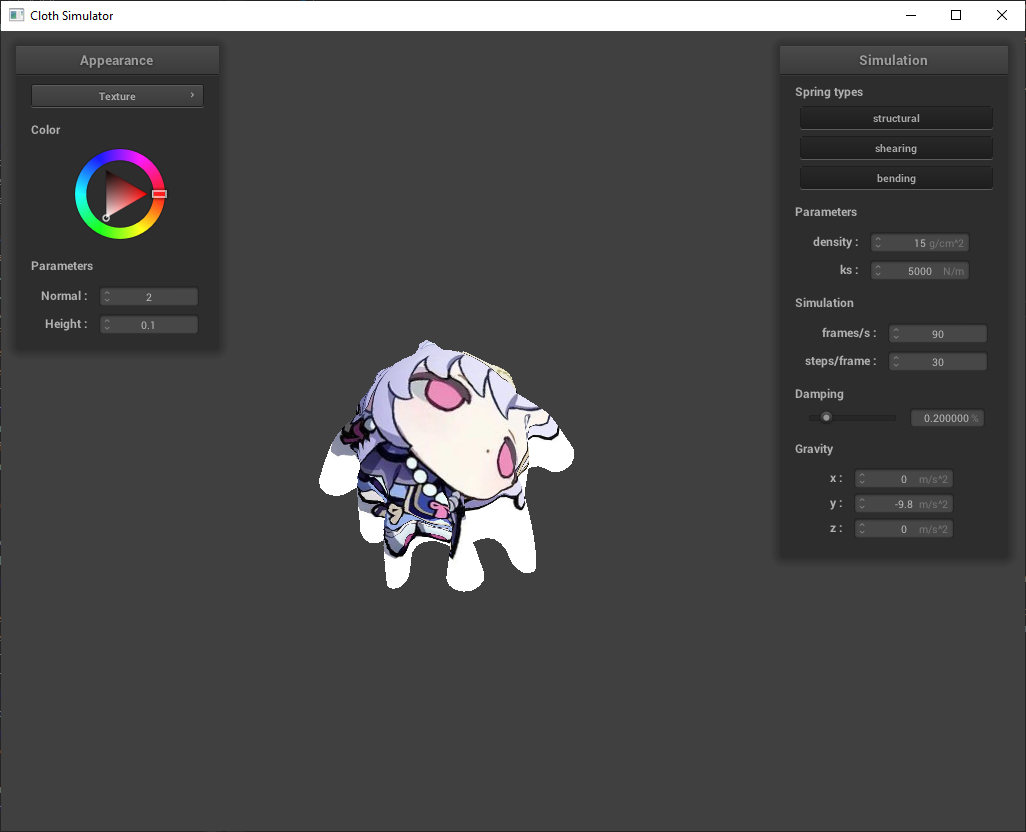 Cloth Simulator
Appearance
Texture
Color
Parameters
Normal : 2
Height : 0.1
Simulation
Spring types
structural
shearing
bending
Parameters
density : 15 g/cm^2
ks : 5000 N/m
Simulation
frames/s : 90
steps/frame : 30
Damping
0.200000 %
Gravity
x : 0 m/s^2
y : -9.8 m/s^2
z : 0 m/s^2